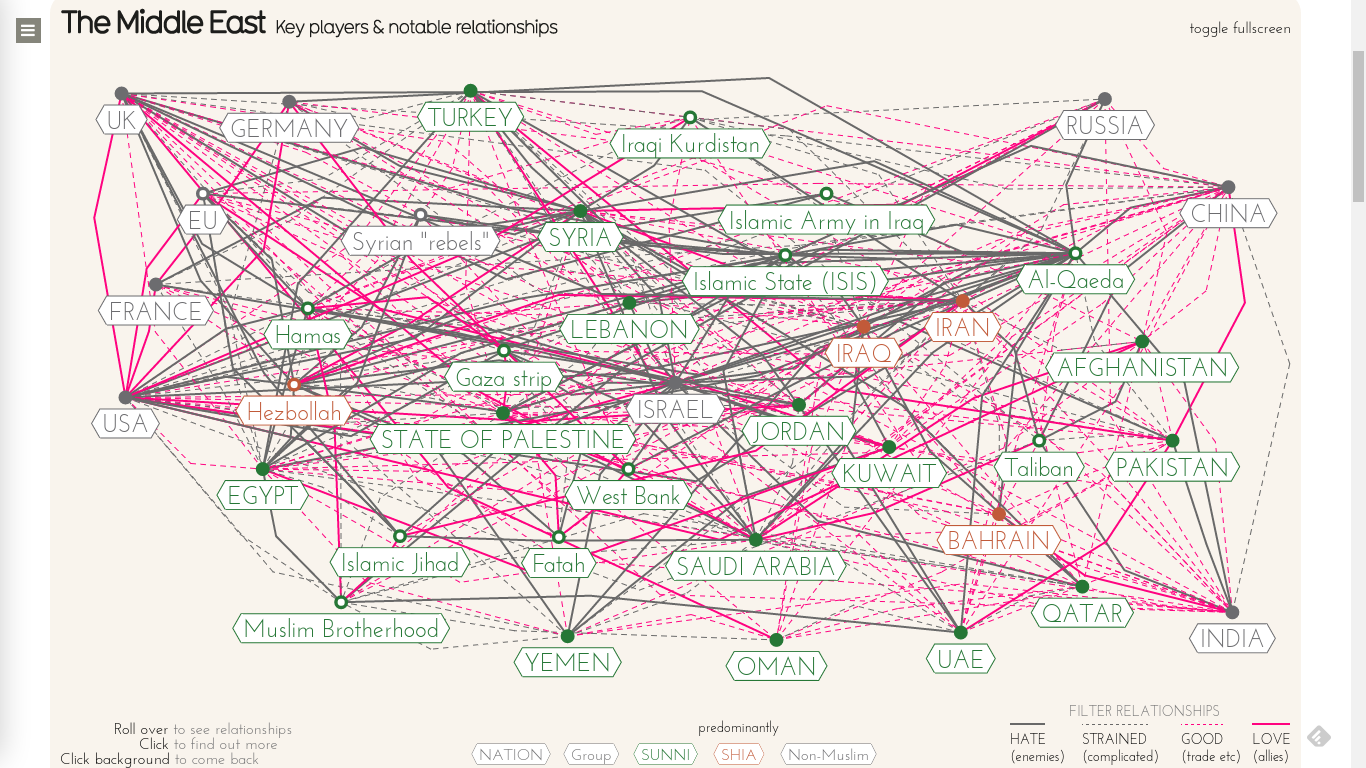 The Middle East Key players & notable relationships
toggle fullscreen
UK
GERMANY
TURKEY
Iraqi Kurdistan
RUSSIA
EU
Syrian "rebels"
SYRIA
Islamic Army in Iraq
CHINA
FRANCE
Hamas
LEBANON
Islamic State (ISIS)
Al-Qaeda
IRAN
IRAQ
AFGHANISTAN
USA
Hezbollah
Gaza strip
ISRAEL
STATE OF PALESTINE
JORDAN
KUWAIT
Taliban
PAKISTAN
EGYPT
West Bank
Islamic Jihad
Fatah
SAUDI ARABIA
BAHRAIN
Muslim Brotherhood
YEMEN
OMAN
UAE
QATAR
INDIA
Roll over to see relationships
Click to find out more
Click background to come back
predominantly
NATION
Group
SUNNI
SHIA
Non-Muslim
FILTER RELATIONSHIPS
HATE
(enemies)
STRAINED
(complicated)
GOOD
(trade etc)
LOVE
(allies)